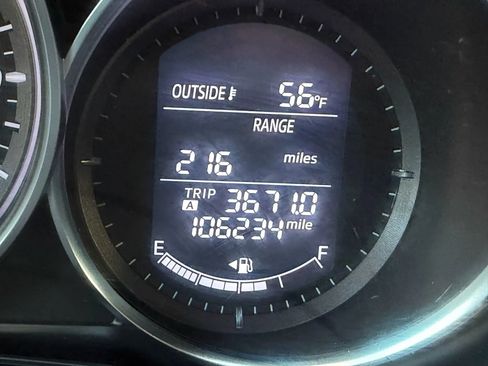 OUTSIDE 56°F
RANGE
216 miles
TRIP A 3671.0
106234 mile
E F